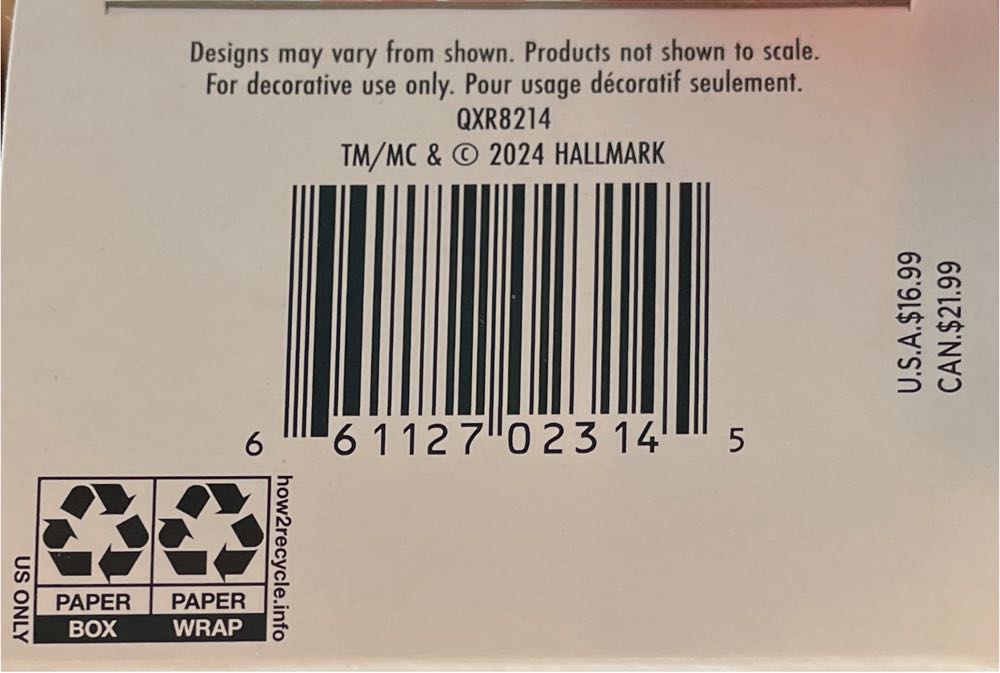 Designs may vary from shown. Products not shown to scale.
For decorative use only. Pour usage décoratif seulement.
QXR8214
TM/MC & © 2024 HALLMARK
U.S.A.$16.99
CAN.$21.99
6 61127 02314 5
how2recycle.info
US ONLY
PAPER PAPER
BOX WRAP